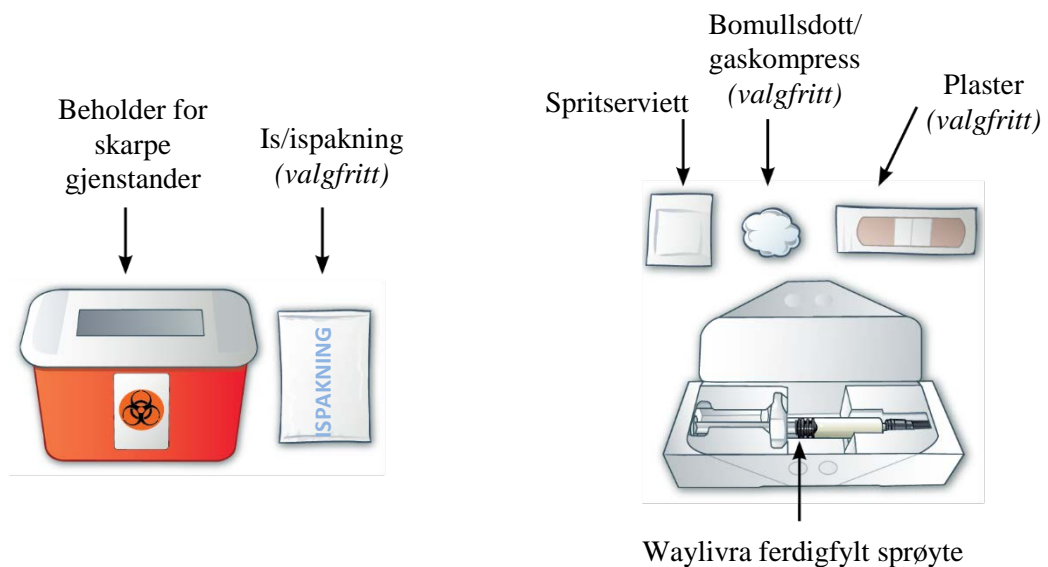 Beholder for
skarpe
gjenstander
Is/ispakning
(valgfritt)
ISPAKNING
Spritserviett
Bomullsdott/
gaskompress
(valgfritt)
Plaster
(valgfritt)
Waylivra ferdigfylt sprøyte